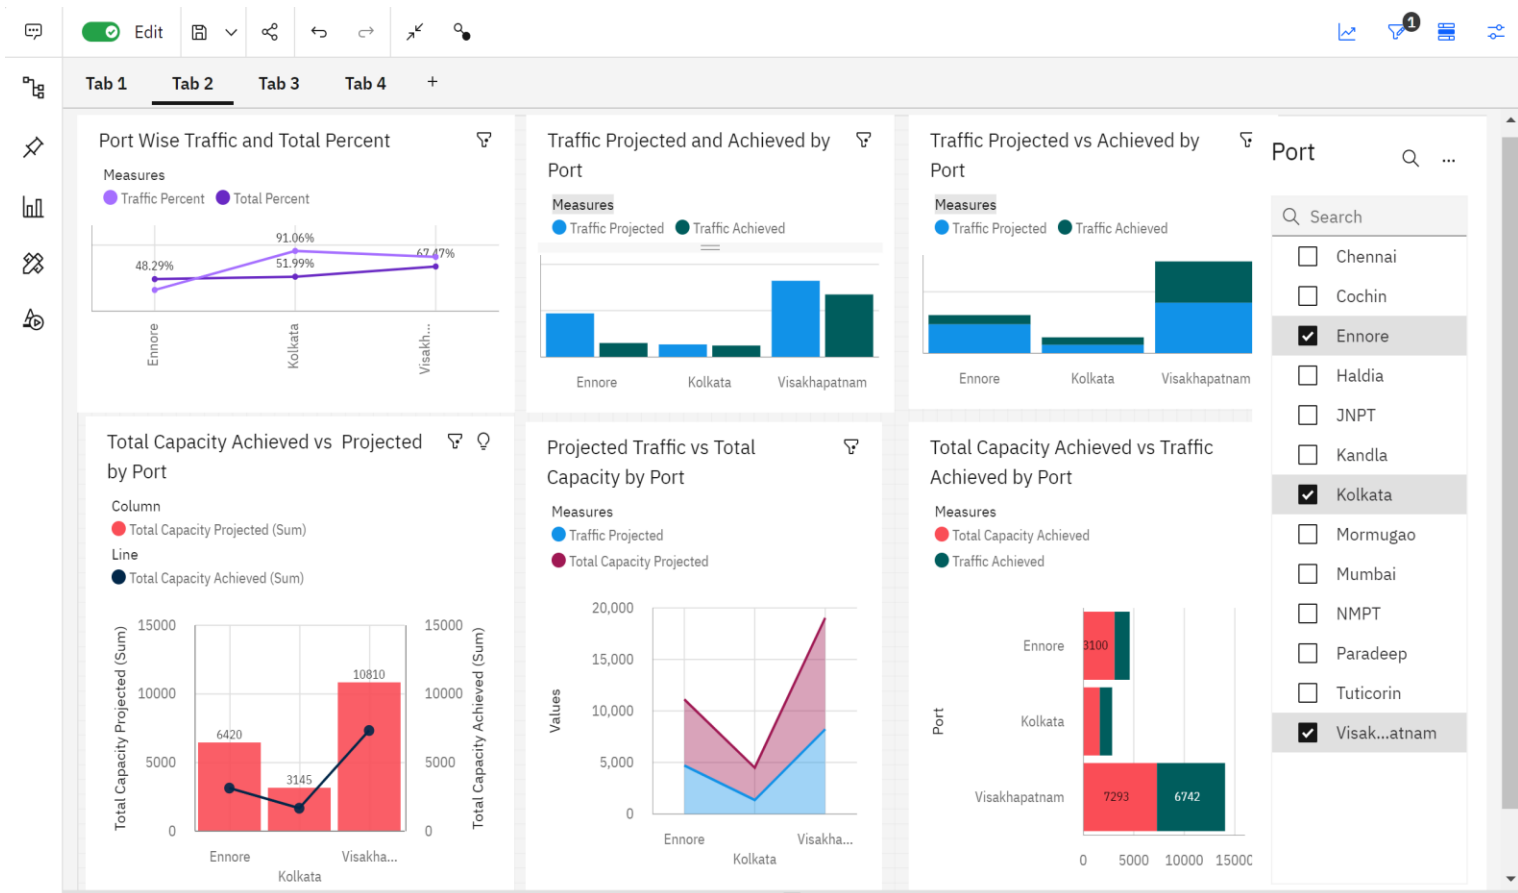 Edit
1
Tab 1
Tab 2
Tab 3
Tab 4
+
Port Wise Traffic and Total Percent
Measures
Traffic Percent
Total Percent
91.06%
48.29%
51.99%
67.47%
Ennore
Kolkata
Visakh...
Traffic Projected and Achieved by
Port
Measures
Traffic Projected
Traffic Achieved
Ennore
Kolkata
Visakhapatnam
Traffic Projected vs Achieved by
Port
Measures
Traffic Projected
Traffic Achieved
Ennore
Kolkata
Visakhapatnam
Total Capacity Achieved vs Projected
by Port
Column
Total Capacity Projected (Sum)
Line
Total Capacity Achieved (Sum)
Total Capacity Projected (Sum)
15000
10000
5000
0
6420
3145
10810
15000
10000
5000
0
Total Capacity Achieved (Sum)
Ennore
Kolkata
Visakha...
Projected Traffic vs Total
Capacity by Port
Measures
Traffic Projected
Total Capacity Projected
Values
20,000
15,000
10,000
5,000
0
Ennore
Kolkata
Visakha...
Total Capacity Achieved vs Traffic
Achieved by Port
Measures
Total Capacity Achieved
Traffic Achieved
Port
Ennore
3100
Kolkata
Visakhapatnam
7293
6742
0
5000
10000
15000
Port
...
Search
Chennai
Cochin
Ennore
Haldia
JNPT
Kandla
Kolkata
Mormugao
Mumbai
NMPT
Paradeep
Tuticorin
Visak...atnam